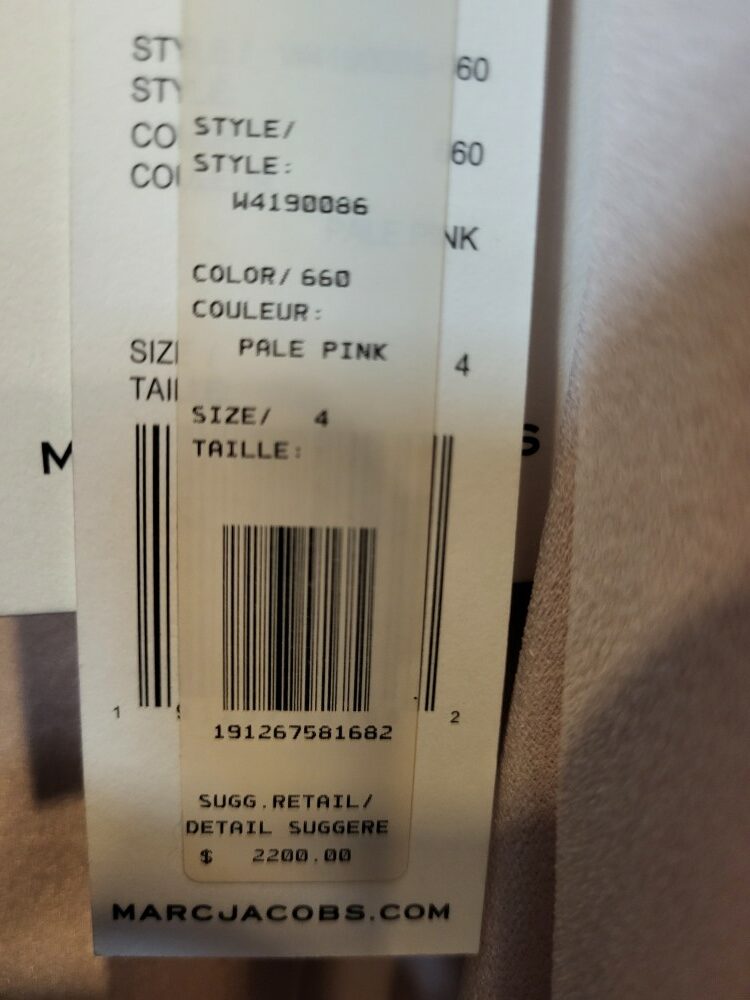 60
STYLE/
STYLE:
60
W4190086
NK
COLOR/ 660
COULEUR:
PALE PINK
4
SIZE/ 4
TAILLE:
191267581682
1
2
SUGG.RETAIL/
DETAIL SUGGERE
$ 2200.00
MARCJACOBS.COM